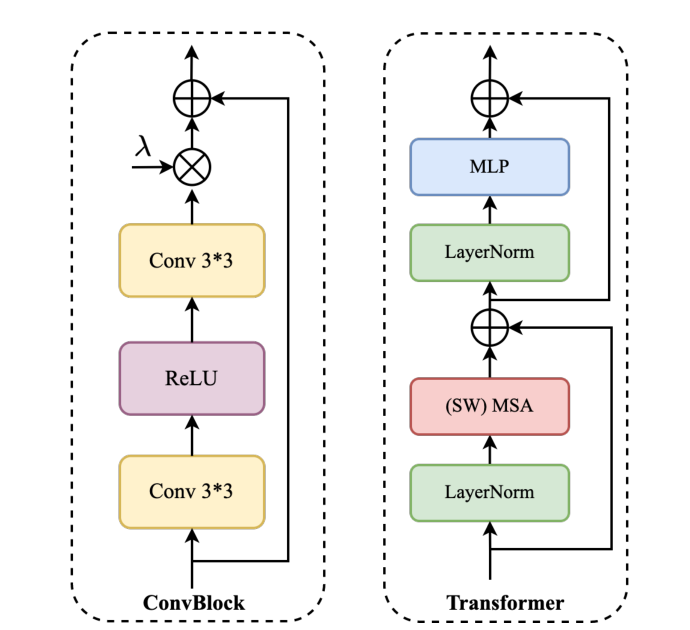 λ
Conv 3*3
ReLU
Conv 3*3
ConvBlock
MLP
LayerNorm
(SW) MSA
LayerNorm
Transformer